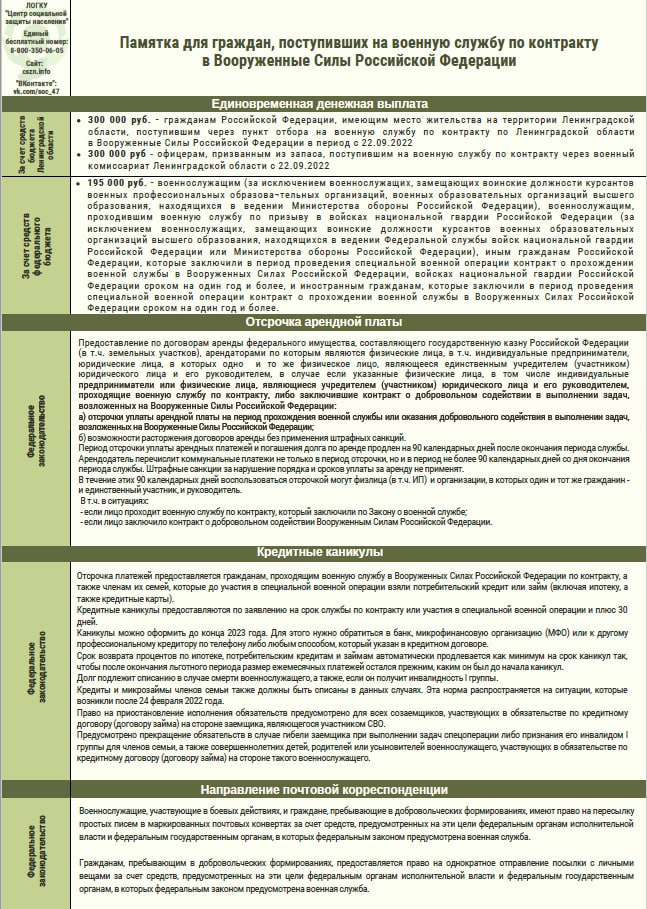 ЛОГКУ
"Центр социальной
защиты населения"
Единый
бесплатный номер:
8-800-350-06-05
Сайт:
cszn.info
"ВКонтакте":
vk.com/soc_47
Памятка для граждан, поступивших на военную службу по контракту
в Вооруженные Силы Российской Федерации
Единовременная денежная выплата
За счет средств
бюджета
Ленинградской
области
• 300 000 руб. - гражданам Российской Федерации, имеющим место жительства на территории Ленинградской
области, поступившим через пункт отбора на военную службу по контракту по Ленинградской области
в Вооруженные Силы Российской Федерации в период с 22.09.2022
• 300 000 руб - офицерам, призванным из запаса, поступившим на военную службу по контракту через военный
комиссариат Ленинградской области с 22.09.2022
За счет средств
федерального
бюджета
• 195 000 руб. - военнослужащим (за исключением военнослужащих, замещающих воинские должности курсантов
военных профессиональных образова¬тельных организаций, военных образовательных организаций высшего
образования, находящихся в ведении Министерства обороны Российской Федерации), военнослужащим,
проходившим военную службу по призыву в войсках национальной гвардии Российской Федерации (за
исключением военнослужащих, замещающих воинские должности курсантов военных образовательных
организаций высшего образования, находящихся в ведении Федеральной службы войск национальной гвардии
Российской Федерации или Министерства обороны Российской Федерации), иным гражданам Российской
Федерации, которые заключили в период проведения специальной военной операции контракт о прохождении
военной службы в Вооруженных Силах Российской Федерации, войсках национальной гвардии Российской
Федерации сроком на один год и более, и иностранным гражданам, которые заключили в период проведения
специальной военной операции контракт о прохождении военной службы в Вооруженных Силах Российской
Федерации сроком на один год и более.
Отсрочка арендной платы
Федеральное
законодательство
Предоставление по договорам аренды федерального имущества, составляющего государственную казну Российской Федерации
(в т.ч. земельных участков), арендаторами по которым являются физические лица, в т.ч. индивидуальные предприниматели,
юридические лица, в которых одно и то же физическое лицо, являющееся единственным учредителем (участником)
юридического лица и его руководителем, в случае если указанные физические лица, в том числе индивидуальные
предприниматели или физические лица, являющиеся учредителем (участником) юридического лица и его руководителем,
проходящие военную службу по контракту, либо заключившие контракт о добровольном содействии в выполнении задач,
возложенных на Вооруженные Силы Российской Федерации:
а) отсрочки уплаты арендной платы на период прохождения военной службы или оказания добровольного содействия в выполнении задач,
возложенных на Вооруженные Силы Российской Федерации;
б) возможности расторжения договоров аренды без применения штрафных санкций.
Период отсрочки уплаты арендных платежей и погашения долга по аренде продлен на 90 календарных дней после окончания периода службы.
Арендодатель перечислит коммунальные платежи не только в период отсрочки, но и в период не более 90 календарных дней со дня окончания
периода службы. Штрафные санкции за нарушение порядка и сроков уплаты за аренду не применят.
В течение этих 90 календарных дней воспользоваться отсрочкой могут физлица (в т.ч. ИП) и организации, в которых один и тот же гражданин -
и единственный участник, и руководитель.
В т.ч. в ситуациях:
- если лицо проходит военную службу по контракту, который заключили по Закону о военной службе;
- если лицо заключило контракт о добровольном содействии Вооруженным Силам Российской Федерации.
Кредитные каникулы
Федеральное
законодательство
Отсрочка платежей предоставляется гражданам, проходящим военную службу в Вооруженных Силах Российской Федерации по контракту, а
также членам их семей, которые до участия в специальной военной операции взяли потребительский кредит или займ (включая ипотеку, а
также кредитные карты).
Кредитные каникулы предоставляются по заявлению на срок службы по контракту или участия в специальной военной операции и плюс 30
дней.
Каникулы можно оформить до конца 2023 года. Для этого нужно обратиться в банк, микрофинансовую организацию (МФО) или к другому
профессиональному кредитору по телефону либо любым способом, который указан в кредитном договоре.
Срок возврата процентов по ипотеке, потребительским кредитам и займам автоматически продлевается как минимум на срок каникул так,
чтобы после окончания льготного периода размер ежемесячных платежей остался прежним, каким он был до начала каникул.
Долг подлежит списанию в случае смерти военнослужащего, а также, если он получит инвалидность I группы.
Кредиты и микрозаймы членов семьи также должны быть списаны в данных случаях. Эта норма распространяется на ситуации, которые
возникли после 24 февраля 2022 года.
Право на приостановление исполнения обязательств предусмотрено для всех созаемщиков, участвующих в обязательстве по кредитному
договору (договору займа) на стороне заемщика, являющегося участником СВО.
Предусмотрено прекращение обязательств в случае гибели заемщика при выполнении задач спецоперации либо признания его инвалидом I
группы для членов семьи, а также совершеннолетних детей, родителей или усыновителей военнослужащего, участвующих в обязательстве по
кредитному договору (договору займа) на стороне такого военнослужащего.
Направление почтовой корреспонденции
Федеральное
законодательство
Военнослужащие, участвующие в боевых действиях, и граждане, пребывающие в добровольческих формированиях, имеют право на пересылку
простых писем в маркированных почтовых конвертах за счет средств, предусмотренных на эти цели федеральным органам исполнительной
власти и федеральным государственным органам, в которых федеральным законом предусмотрена военная служба.
Гражданам, пребывающим в добровольческих формированиях, предоставляется право на однократное отправление посылки с личными
вещами за счет средств, предусмотренных на эти цели федеральным органам исполнительной власти и федеральным государственным
органам, в которых федеральным законом предусмотрена военная служба.